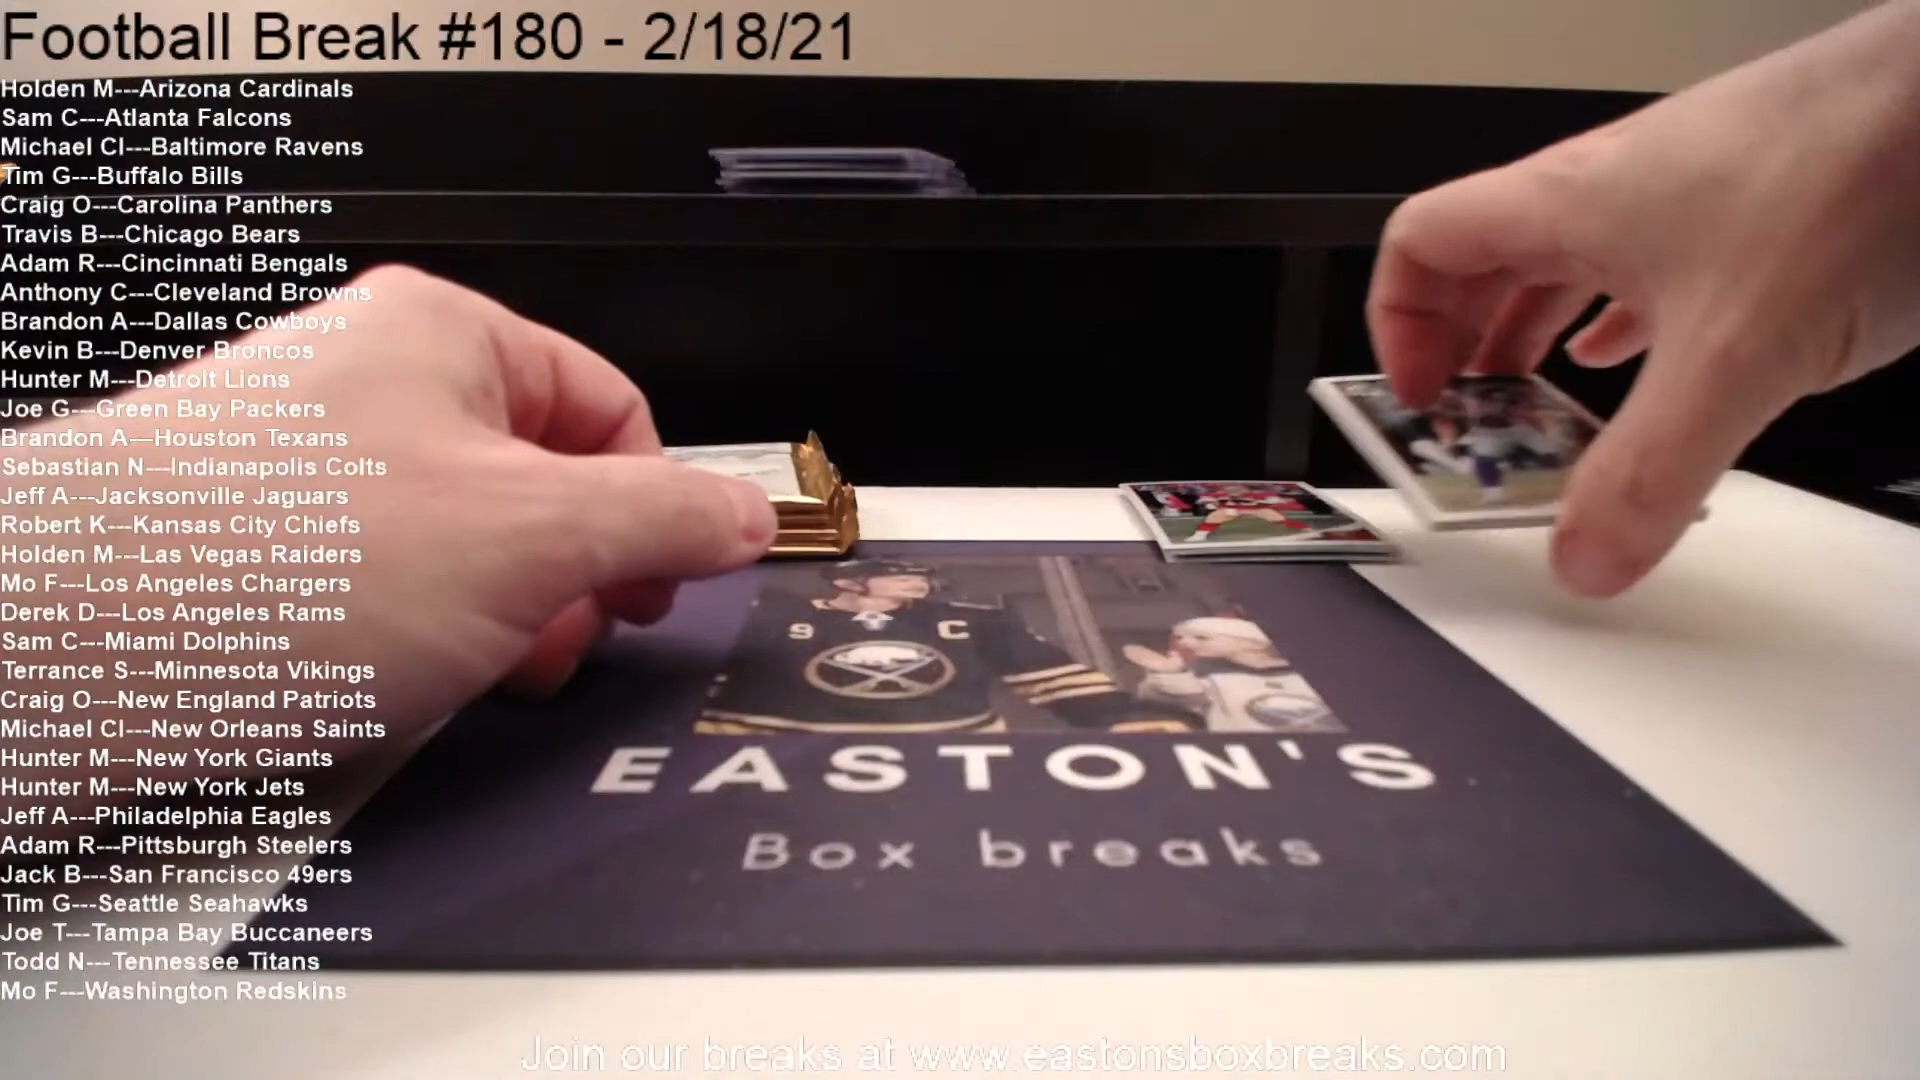 Football Break #180 - 2/18/21
Holden M---Arizona Cardinals
Sam C---Atlanta Falcons
Michael Cl---Baltimore Ravens
Tim G---Buffalo Bills
Craig O---Carolina Panthers
Travis B---Chicago Bears
Adam R---Cincinnati Bengals
Anthony C---Cleveland Browns
Brandon A---Dallas Cowboys
Kevin B---Denver Broncos
Hunter M---Detroit Lions
Joe G---Green Bay Packers
Brandon A---Houston Texans
Sebastian N---Indianapolis Colts
Jeff A---Jacksonville Jaguars
Robert K---Kansas City Chiefs
Holden M---Las Vegas Raiders
Mo F---Los Angeles Chargers
Derek D---Los Angeles Rams
Sam C---Miami Dolphins
Terrance S---Minnesota Vikings
Craig O---New England Patriots
Michael Cl---New Orleans Saints
Hunter M---New York Giants
Hunter M---New York Jets
Jeff A---Philadelphia Eagles
Adam R---Pittsburgh Steelers
Jack B---San Francisco 49ers
Tim G---Seattle Seahawks
Joe T---Tampa Bay Buccaneers
Todd N---Tennessee Titans
Mo F---Washington Redskins
9 C
EASTON'S
Box breaks
Join our breaks at www.eastonsboxbreaks.com